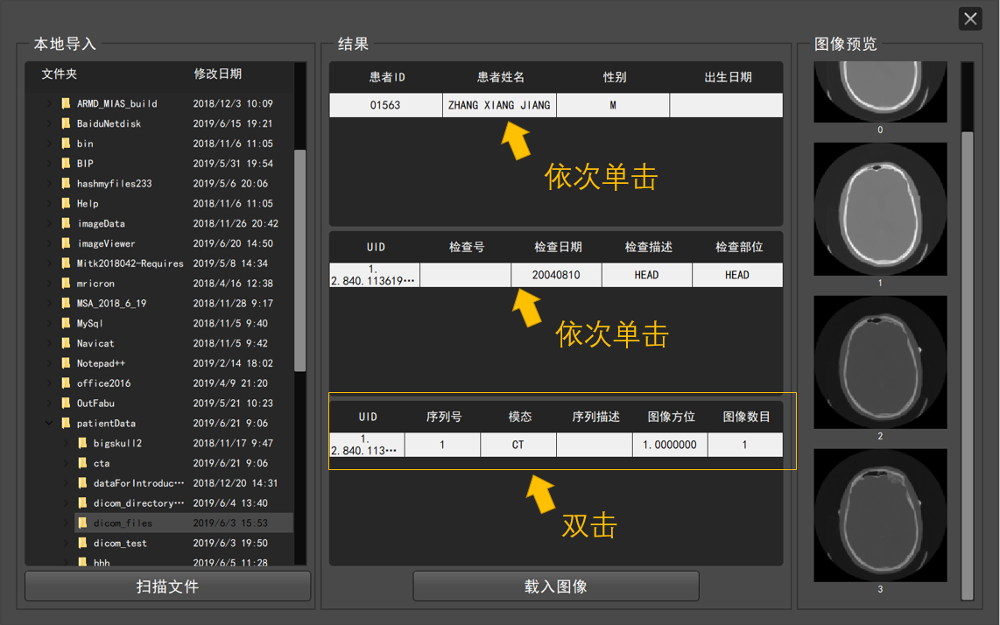 本地导入
文件夹 修改日期
ARMD_MIAS_build 2018/12/3 10:09
BaiduNetdisk 2019/6/15 19:21
bin 2018/11/6 11:05
BIP 2019/5/31 19:54
hashmyfiles233 2019/5/6 20:06
Help 2018/11/6 11:05
imageData 2018/11/26 20:42
imageViewer 2019/6/20 14:50
Mitk2018042-Requires 2019/5/8 14:34
mricron 2018/4/16 12:38
MSA_2018_6_19 2018/11/28 9:17
MySql 2018/11/5 9:40
Navicat 2018/11/5 9:42
Notepad++ 2019/2/14 18:02
office2016 2019/4/9 21:20
OutFabu 2019/5/21 10:23
patientData 2019/6/21 9:06
bigskull2 2018/11/17 9:47
cta 2019/6/21 9:06
dataForIntroduc… 2018/12/20 14:31
dicom_directory… 2019/6/4 13:40
dicom_files 2019/6/3 15:53
dicom_test 2019/6/3 19:50
hhh 2019/6/5 11:28
扫描文件
结果
患者ID 患者姓名 性别 出生日期
01563 ZHANG XIANG JIANG M
依次单击
UID 检查号 检查日期 检查描述 检查部位
1.
2.840.113619… 20040810 HEAD HEAD
依次单击
UID 序列号 模态 序列描述 图像方位 图像数目
1.
2.840.113… 1 CT 1.0000000 1
双击
载入图像
图像预览
0
1
2
3